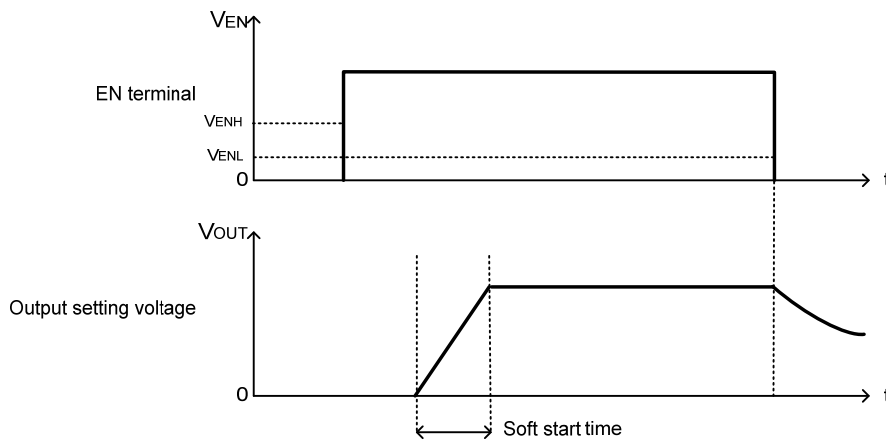 VEN
EN terminal
VENH
VENL
0
t
VOUT
Output setting voltage
0
t
Soft start time